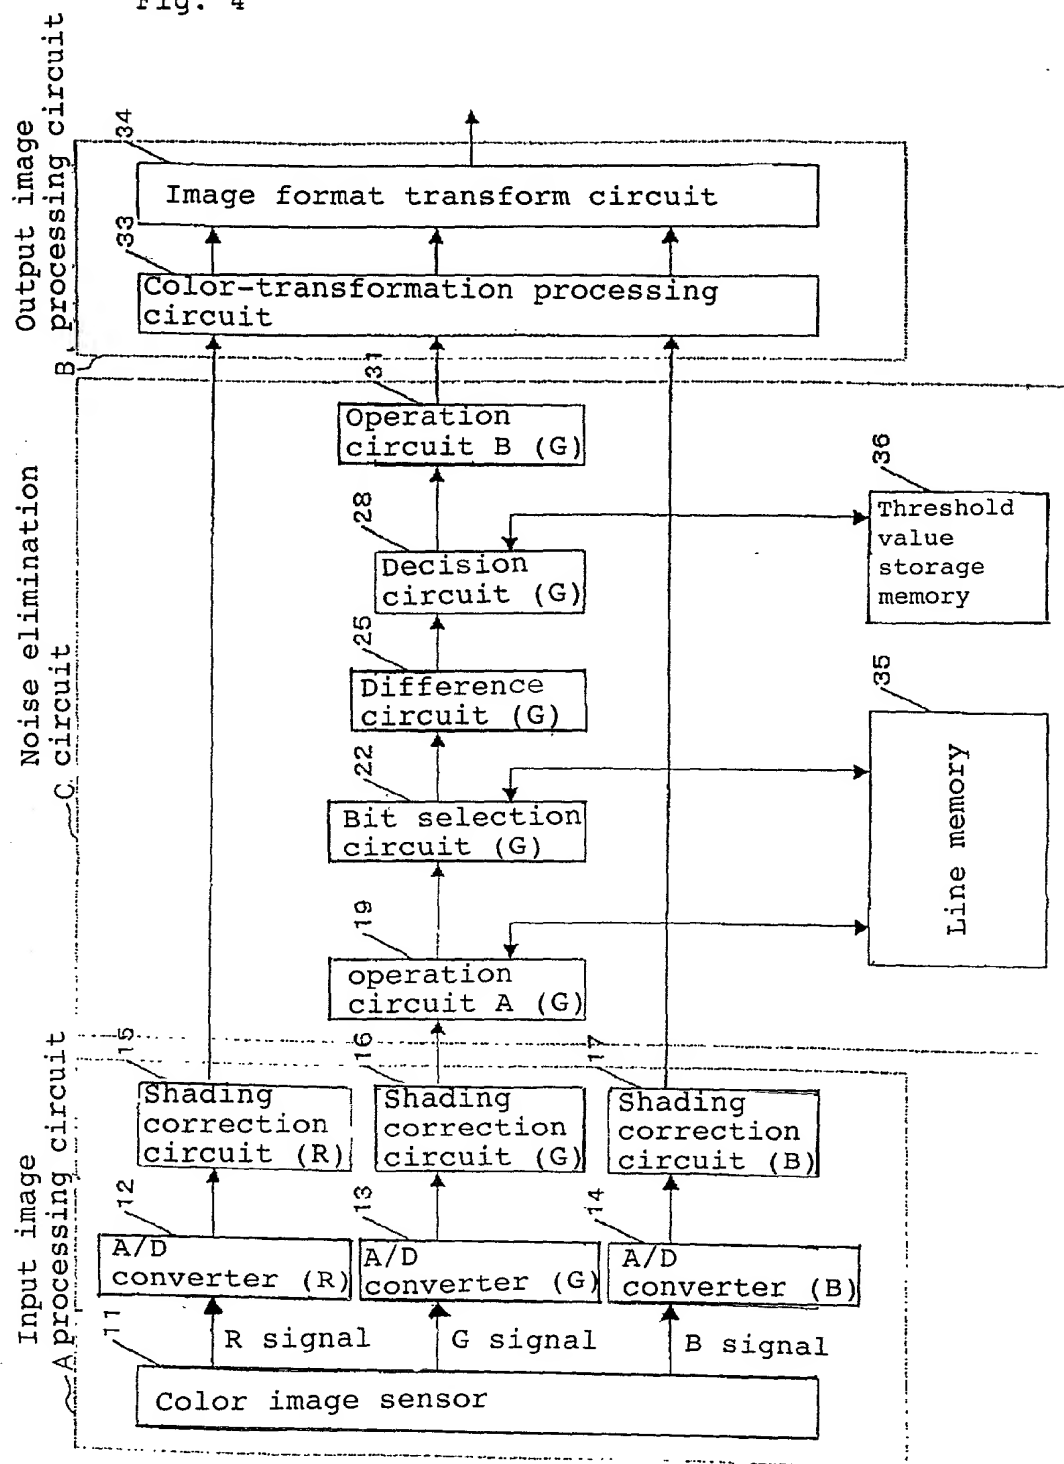 Fig. 4
Output image
processing circuit
B
34
Image format transform circuit
33
Color-transformation processing
circuit
Noise elimination
circuit
C
31
Operation
circuit B (G)
28
Decision
circuit (G)
36
Threshold
value
storage
memory
25
Difference
circuit (G)
22
Bit selection
circuit (G)
35
Line memory
19
operation
circuit A (G)
Input image
processing circuit
A
15
Shading
correction
circuit (R)
16
Shading
correction
circuit (G)
17
Shading
correction
circuit (B)
12
A/D
converter (R)
13
A/D
converter (G)
14
A/D
converter (B)
R signal
G signal
B signal
11
Color image sensor